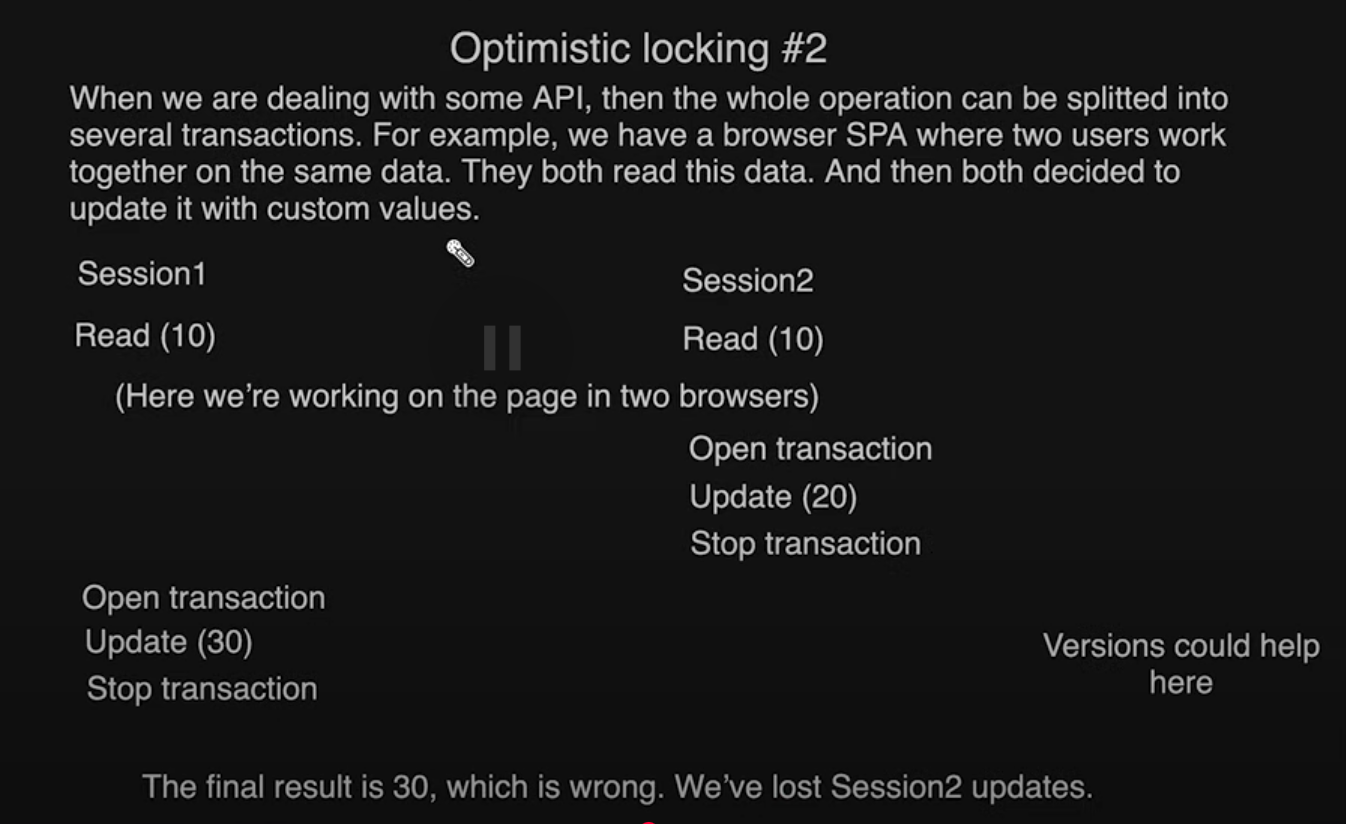 Optimistic locking #2
When we are dealing with some API, then the whole operation can be splitted into
several transactions. For example, we have a browser SPA where two users work
together on the same data. They both read this data. And then both decided to
update it with custom values.
Session1
Session2
Read (10)
Read (10)
(Here we're working on the page in two browsers)
Open transaction
Update (20)
Stop transaction
Open transaction
Update (30)
Stop transaction
Versions could help
here
The final result is 30, which is wrong. We've lost Session2 updates.